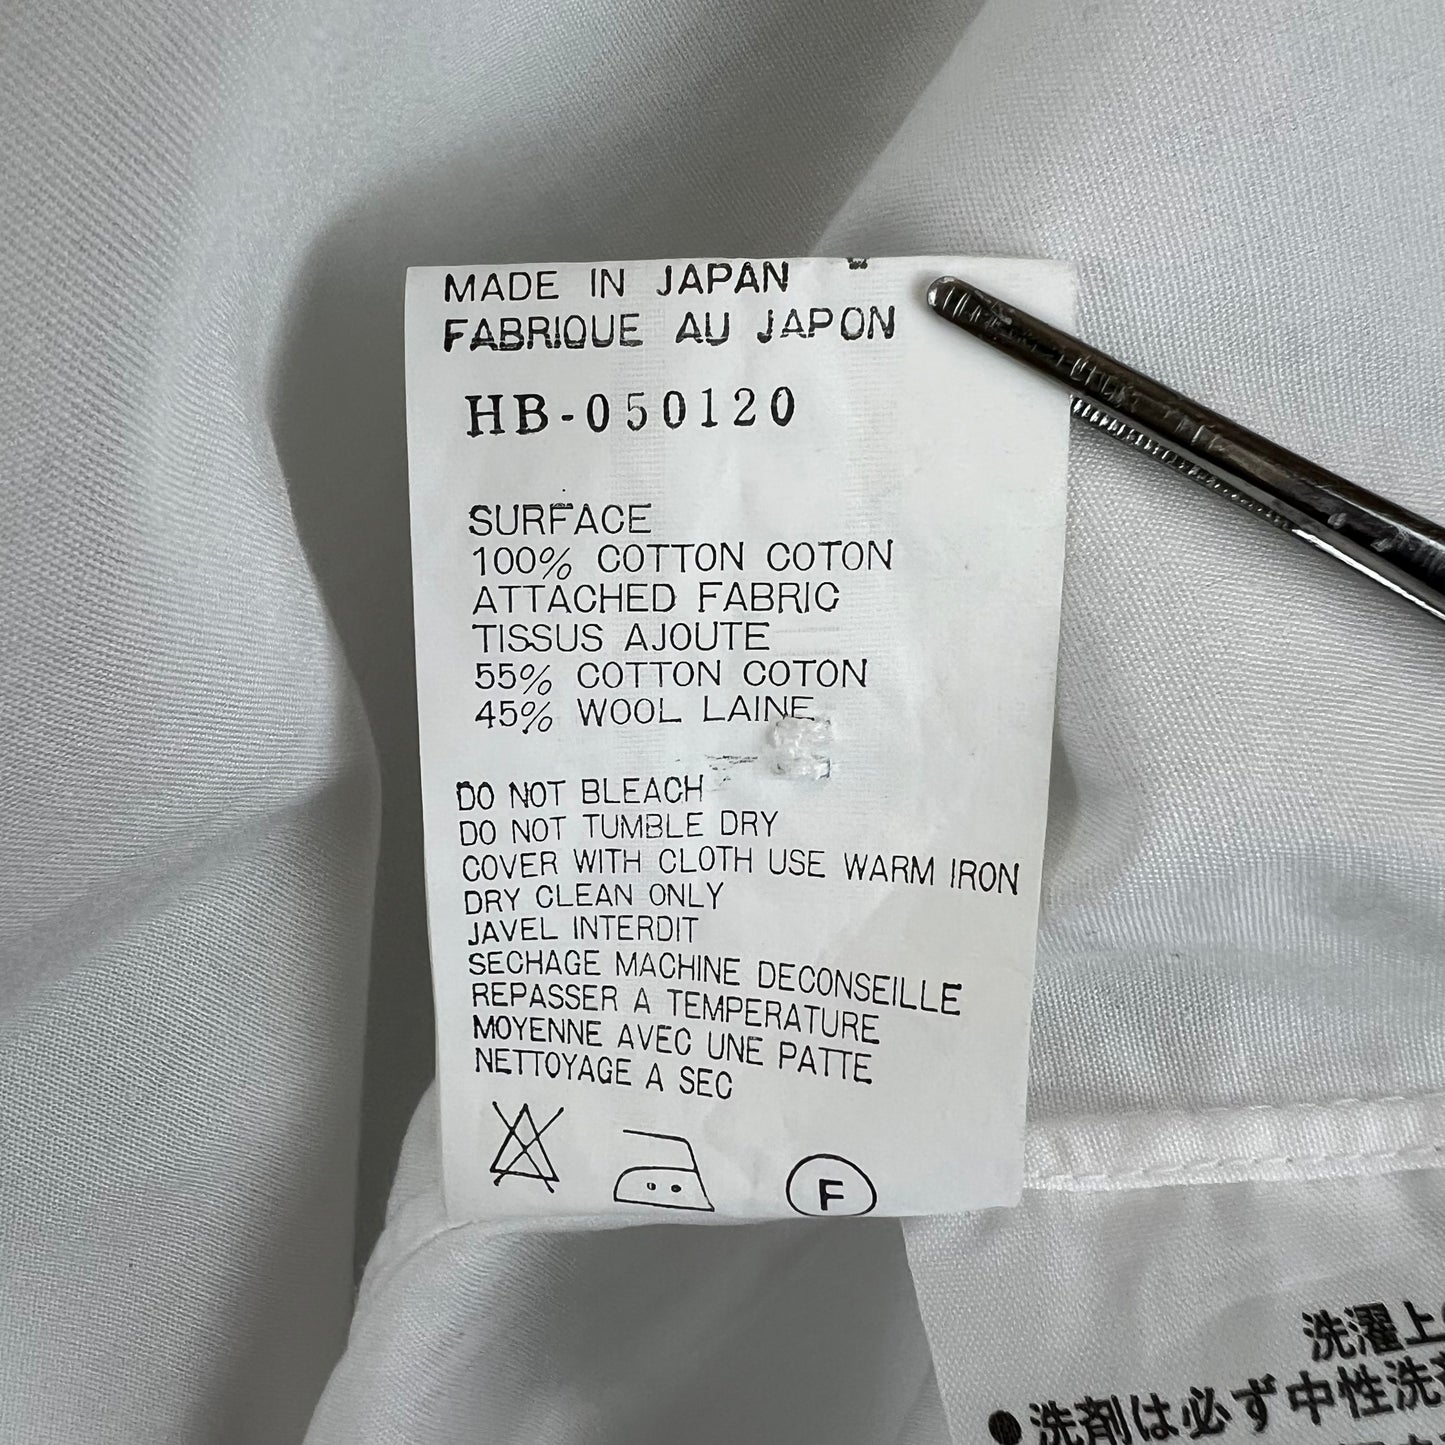 MADE IN JAPAN
FABRIQUE AU JAPON
HB-050120
SURFACE
100% COTTON COTON
ATTACHED FABRIC
TISSUS AJOUTE
55% COTTON COTON
45% WOOL LAINE
DO NOT BLEACH
DO NOT TUMBLE DRY
COVER WITH CLOTH USE WARM IRON
DRY CLEAN ONLY
JAVEL INTERDIT
SECHAGE MACHINE DECONSEILLE
REPASSER A TEMPERATURE
MOYENNE AVEC UNE PATTE
NETTOYAGE A SEC
F
洗濯上
●洗剤は必ず中性洗